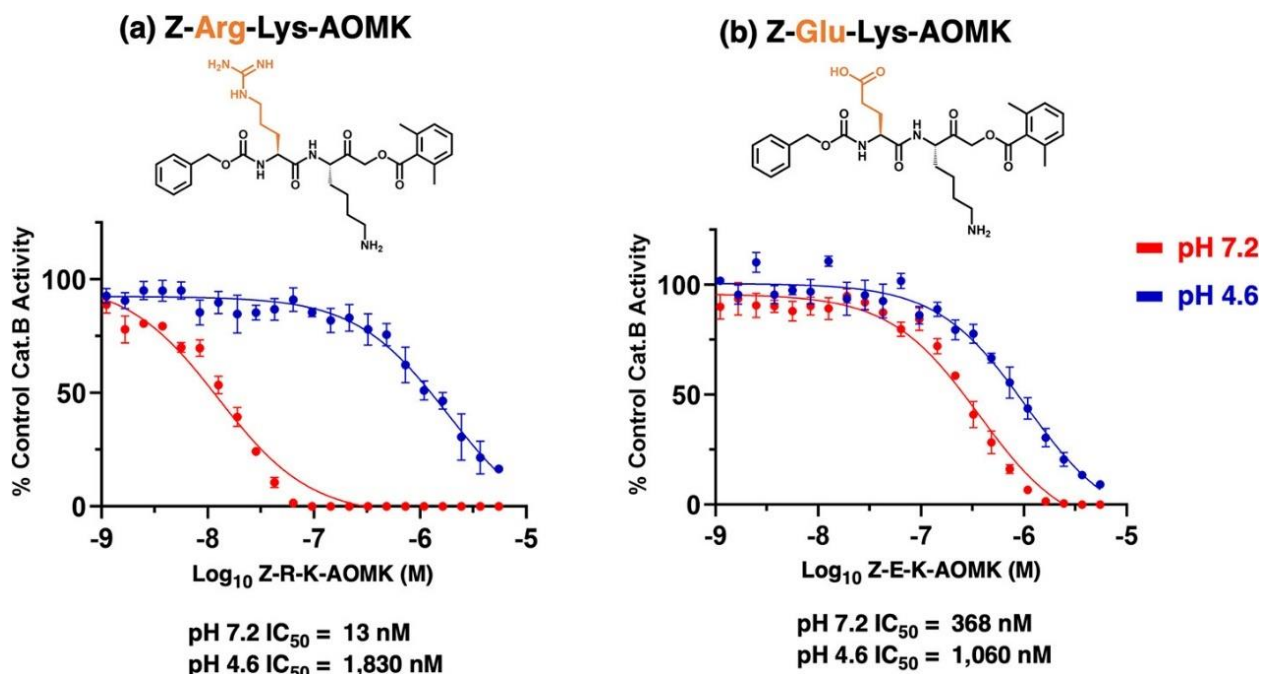 (a) Z-Arg-Lys-AOMK
H₂N NH
HN
O
O N H
O
H N
O
O
O
NH₂
% Control Cat.B Activity
100
50
0
-9 -8 -7 -6 -5
Log₁₀ Z-R-K-AOMK (M)
pH 7.2 IC₅₀ = 13 nM
pH 4.6 IC₅₀ = 1,830 nM
(b) Z-Glu-Lys-AOMK
HO O
O
O N H
O
H N
O
O
O
NH₂
% Control Cat.B Activity
100
50
0
-9 -8 -7 -6 -5
Log₁₀ Z-E-K-AOMK (M)
pH 7.2 IC₅₀ = 368 nM
pH 4.6 IC₅₀ = 1,060 nM
pH 7.2
pH 4.6